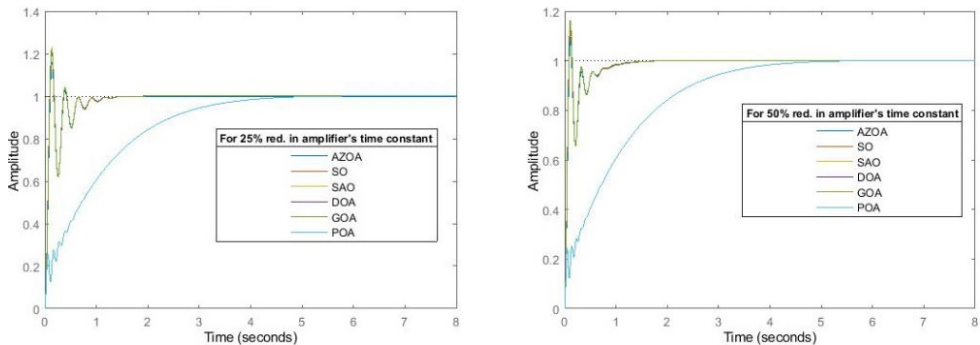 1.4
1.2
1
0.8
0.6
0.4
0.2
0
Amplitude
0 1 2 3 4 5 6 7 8
Time (seconds)
For 25% red. in amplifier's time constant
AZOA
SO
SAO
DOA
GOA
POA
1.2
1
0.8
0.6
0.4
0.2
0
Amplitude
0 1 2 3 4 5 6 7 8
Time (seconds)
For 50% red. in amplifier's time constant
AZOA
SO
SAO
DOA
GOA
POA